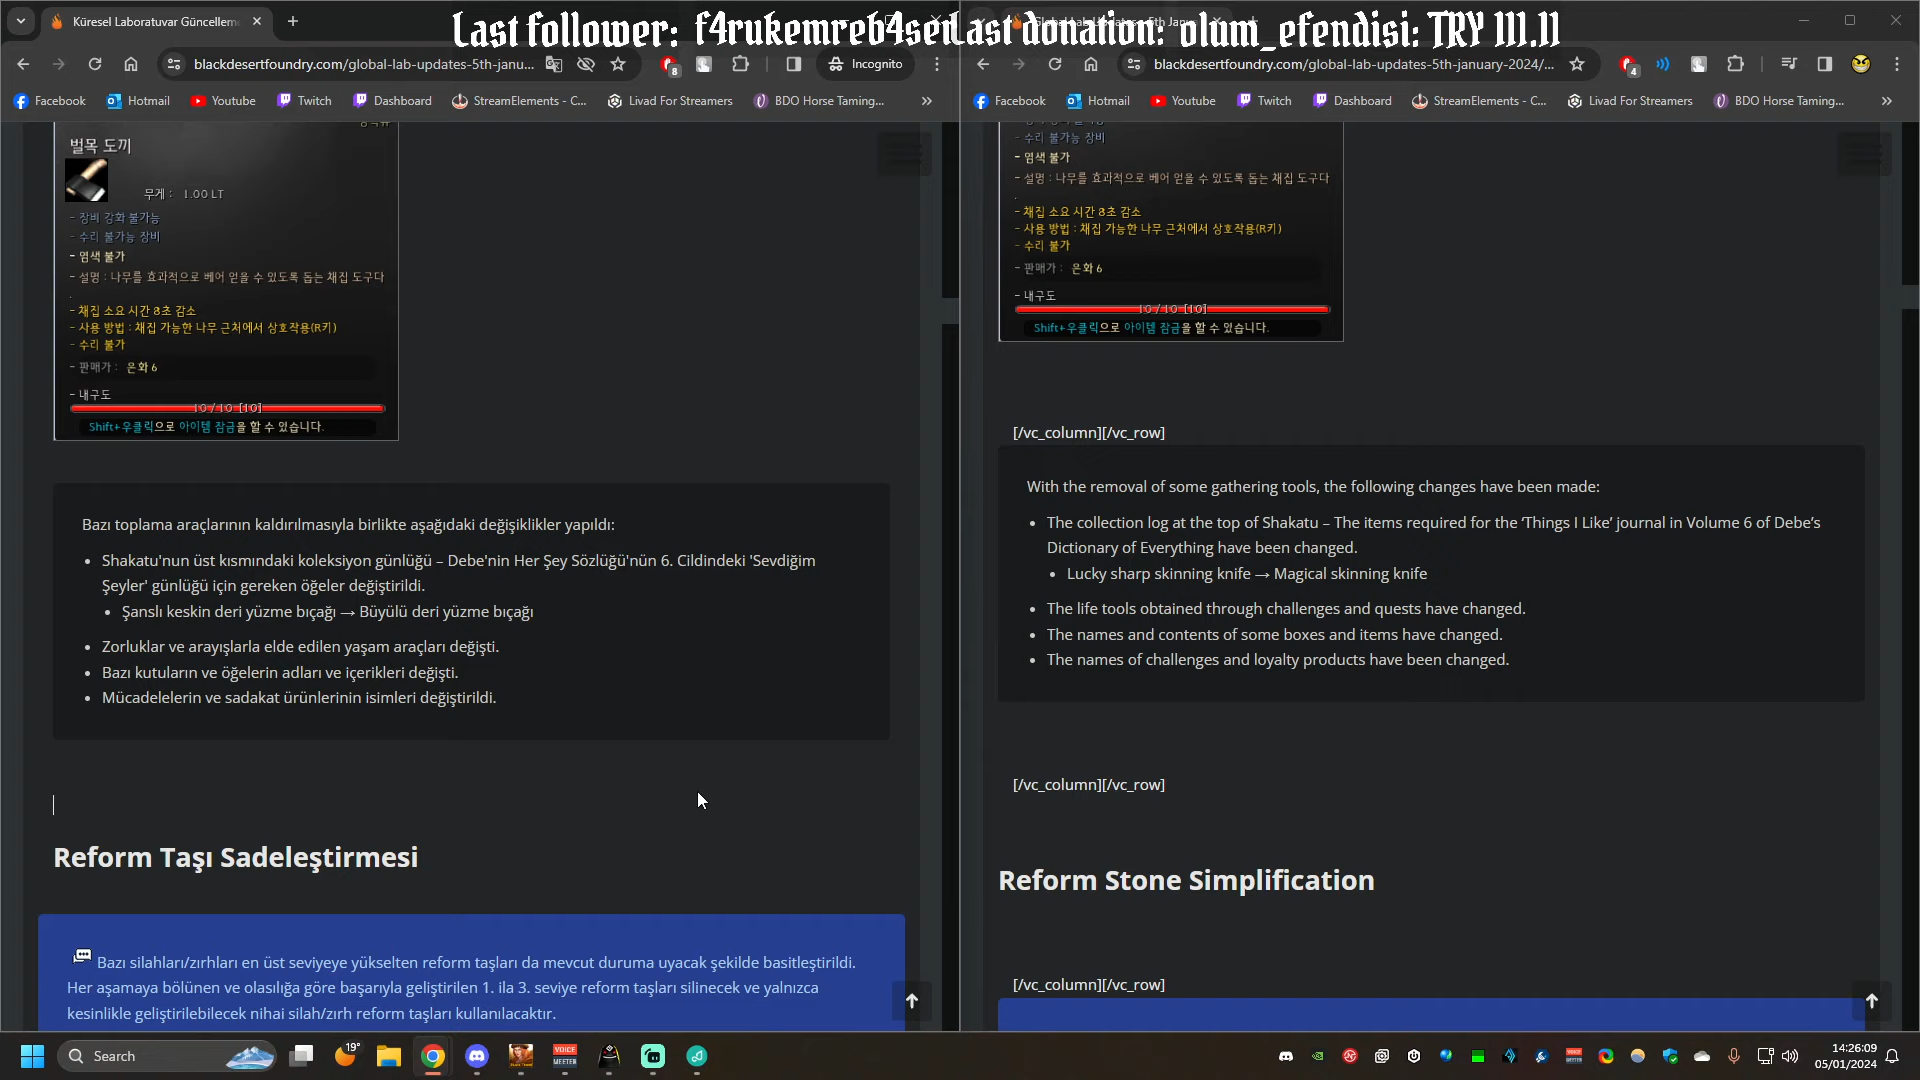 Last follower: f4rukemreb4sen
Last donation: olum_efendisi: TRY 111.11
Küresel Laboratuvar Güncellem
blackdesertfoundry.com/global-lab-updates-5th-janu...
Incognito
Facebook
Hotmail
Youtube
Twitch
Dashboard
StreamElements - C...
Livad For Streamers
BDO Horse Taming...
벌목 도끼
무게 : 1.00 LT
- 장비 강화 불가능
- 수리 불가능 장비
- 염색 불가
- 설명 : 나무를 효과적으로 베어 얻을 수 있도록 돕는 채집 도구다
.
- 채집 소요 시간 8초 감소
- 사용 방법 : 채집 가능한 나무 근처에서 상호작용(R키)
- 수리 불가
- 판매가 : 은화 6
- 내구도
10 / 10 [10]
Shift+우클릭으로 아이템 잠금을 할 수 있습니다.
Bazı toplama araçlarının kaldırılmasıyla birlikte aşağıdaki değişiklikler yapıldı:
Shakatu'nun üst kısmındaki koleksiyon günlüğü – Debe'nin Her Şey Sözlüğü'nün 6. Cildindeki 'Sevdiğim
Şeyler' günlüğü için gereken öğeler değiştirildi.
Şanslı keskin deri yüzme bıçağı → Büyülü deri yüzme bıçağı
Zorluklar ve arayışlarla elde edilen yaşam araçları değişti.
Bazı kutuların ve öğelerin adları ve içerikleri değişti.
Mücadelelerin ve sadakat ürünlerinin isimleri değiştirildi.
Reform Taşı Sadeleştirmesi
Bazı silahları/zırhları en üst seviyeye yükselten reform taşları da mevcut duruma uyacak şekilde basitleştirildi.
Her aşamaya bölünen ve olasılığa göre başarıyla geliştirilen 1. ila 3. seviye reform taşları silinecek ve yalnızca
kesinlikle geliştirilebilecek nihai silah/zırh reform taşları kullanılacaktır.
blackdesertfoundry.com/global-lab-updates-5th-january-2024/...
Facebook
Hotmail
Youtube
Twitch
Dashboard
StreamElements - C...
Livad For Streamers
BDO Horse Taming...
- 수리 불가능 장비
- 염색 불가
- 설명 : 나무를 효과적으로 베어 얻을 수 있도록 돕는 채집 도구다
.
- 채집 소요 시간 8초 감소
- 사용 방법 : 채집 가능한 나무 근처에서 상호작용(R키)
- 수리 불가
- 판매가 : 은화 6
- 내구도
10 / 10 [10]
Shift+우클릭으로 아이템 잠금을 할 수 있습니다.
[/vc_column][/vc_row]
With the removal of some gathering tools, the following changes have been made:
The collection log at the top of Shakatu – The items required for the ‘Things I Like’ journal in Volume 6 of Debe’s
Dictionary of Everything have been changed.
Lucky sharp skinning knife → Magical skinning knife
The life tools obtained through challenges and quests have changed.
The names and contents of some boxes and items have changed.
The names of challenges and loyalty products have been changed.
[/vc_column][/vc_row]
Reform Stone Simplification
[/vc_column][/vc_row]
Search
19°
VOICE
MEETER
14:26:09
05/01/2024